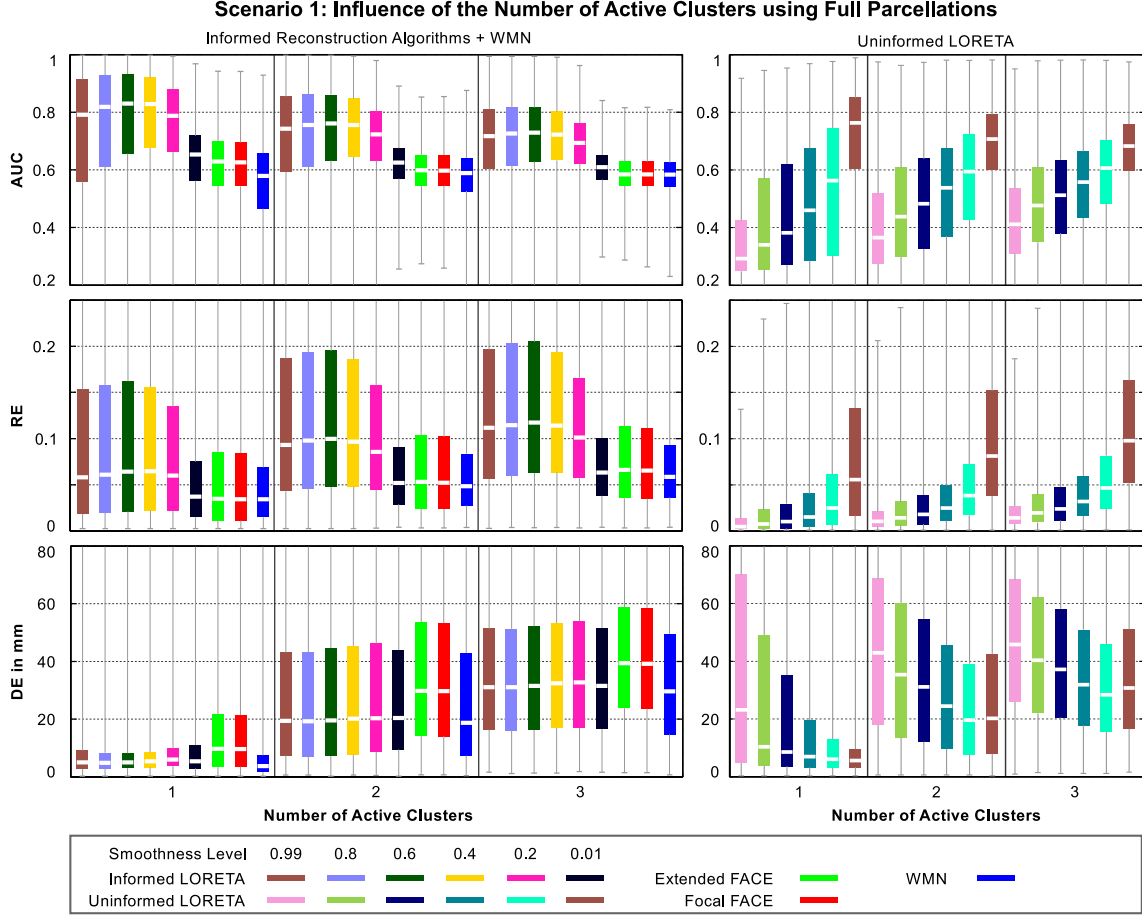 Scenario 1: Influence of the Number of Active Clusters using Full Parcellations
Informed Reconstruction Algorithms + WMN
Uninformed LORETA
1
0.8
0.6
0.4
0.2
AUC
1
0.8
0.6
0.4
0.2
0.2
0.1
0
RE
0.2
0.1
0
80
60
40
20
0
DE in mm
80
60
40
20
0
1 2 3
1 2 3
Number of Active Clusters
Number of Active Clusters
Smoothness Level 0.99 0.8 0.6 0.4 0.2 0.01
Informed LORETA Extended FACE WMN
Uninformed LORETA Focal FACE